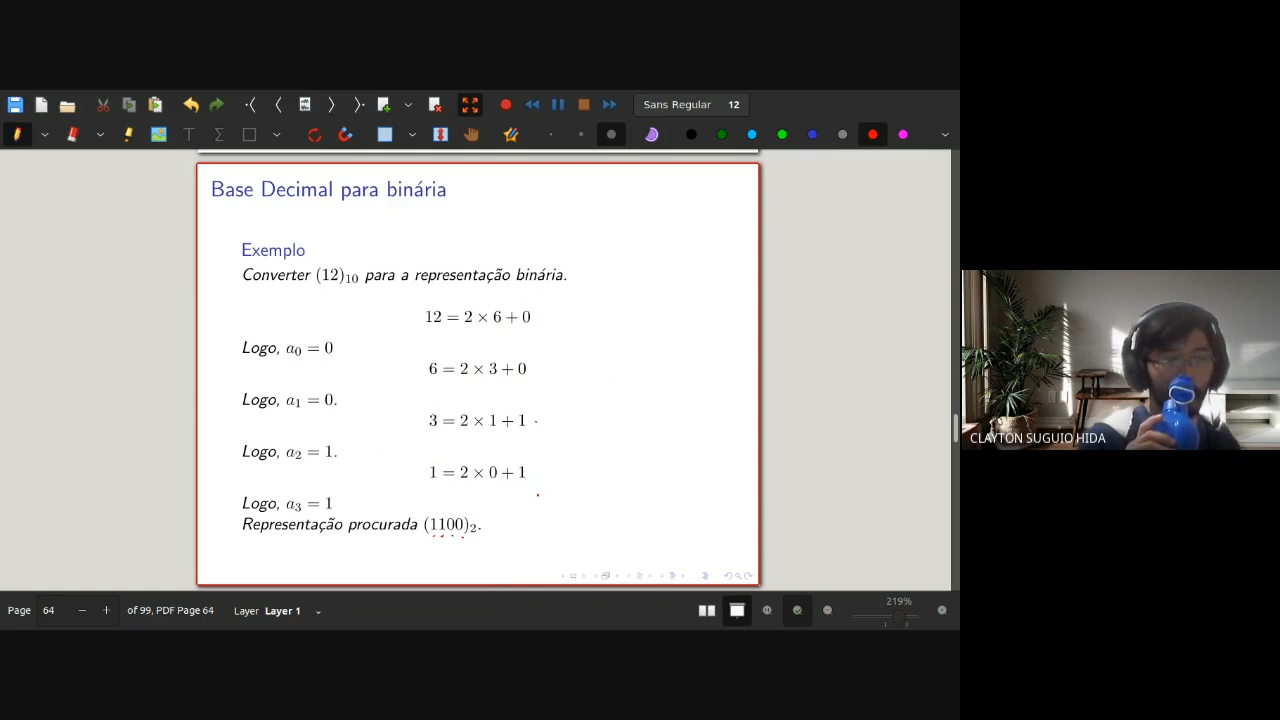 Sans Regular 12
Base Decimal para binária
Exemplo
Converter (12)₁₀ para a representação binária.
12 = 2 × 6 + 0
Logo, a₀ = 0
6 = 2 × 3 + 0
Logo, a₁ = 0.
3 = 2 × 1 + 1
Logo, a₂ = 1.
1 = 2 × 0 + 1
Logo, a₃ = 1
Representação procurada (1100)₂.
CLAYTON SUGUIO HIDA
Page 64 of 99, PDF Page 64 Layer Layer 1 219%